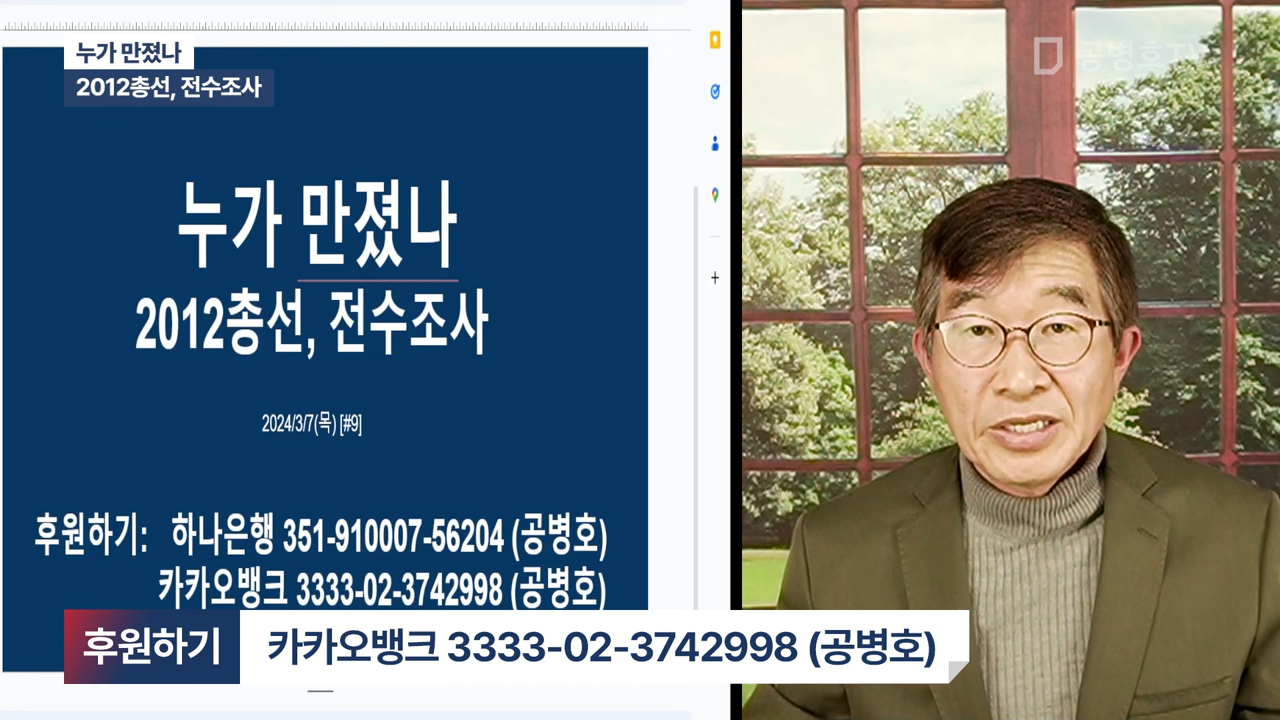 누가 만졌나
2012총선, 전수조사
누가 만졌나
2012총선, 전수조사
2024/3/7(목) [#9]
후원하기: 하나은행 351-910007-56204 (공병호)
카카오뱅크 3333-02-3742998 (공병호)
후원하기 카카오뱅크 3333-02-3742998 (공병호)
공병호TV